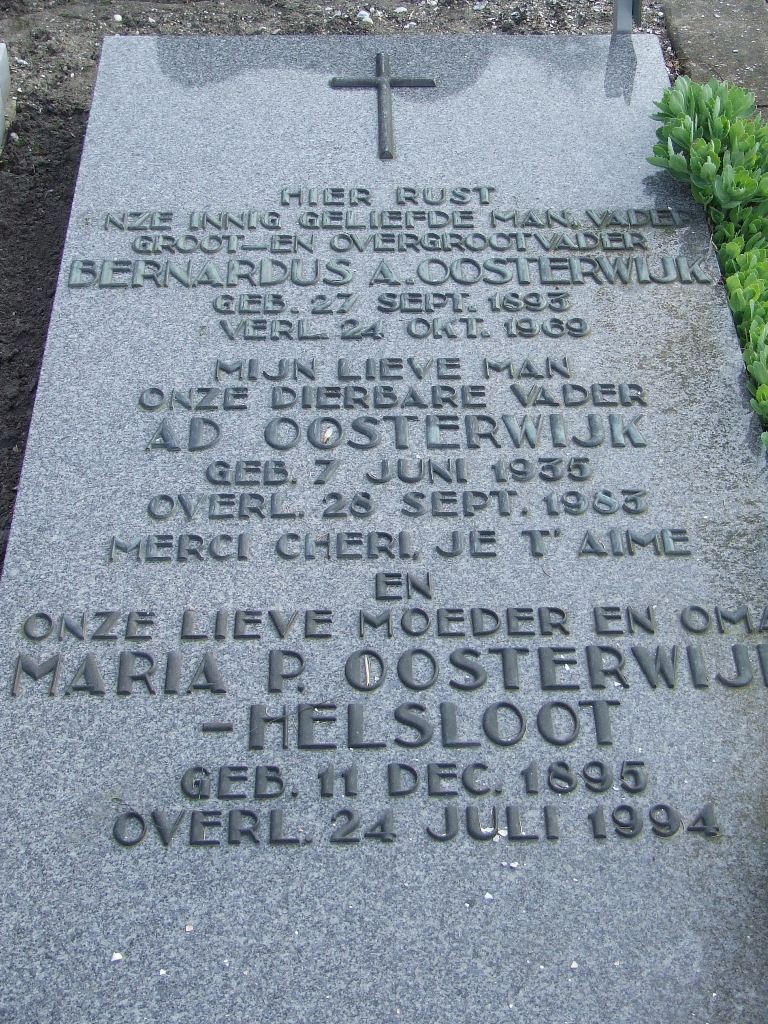 HIER RUST
ONZE INNIG GELIEFDE MAN, VADER
GROOT-EN OVERGROOTVADER
BERNARDUS A. OOSTERWIJK
GEB. 27 SEPT. 1893
VERL. 24 OKT. 1969
MIJN LIEVE MAN
ONZE DIERBARE VADER
AD OOSTERWIJK
GEB. 7 JUNI 1935
OVERL. 28 SEPT. 1983
MERCI CHERI, JE T'AIME
EN
ONZE LIEVE MOEDER EN OMA
MARIA P. OOSTERWIJK
-HELSLOOT
GEB. 11 DEC. 1895
OVERL. 24 JULI 1994